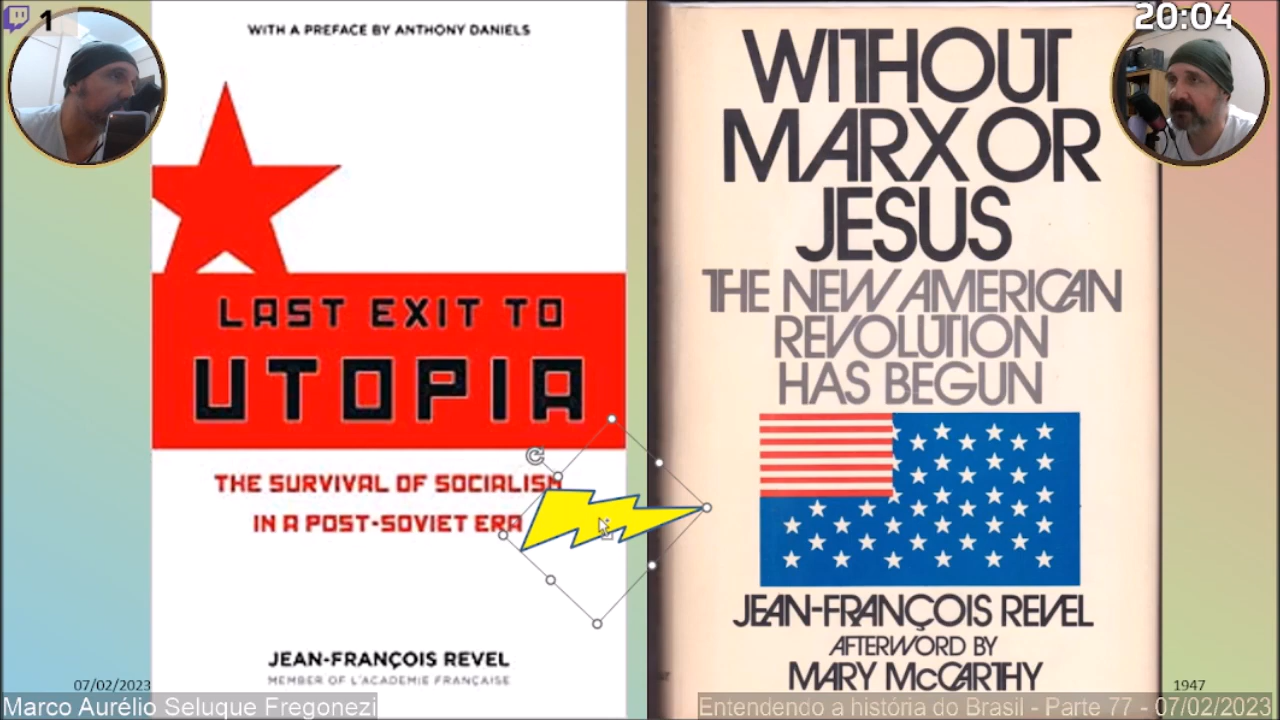 1
20:04
WITH A PREFACE BY ANTHONY DANIELS
LAST EXIT TO
UTOPIA
THE SURVIVAL OF SOCIALISM
IN A POST-SOVIET ERA
JEAN-FRANÇOIS REVEL
MEMBER OF L'ACADEMIE FRANÇAISE
WITHOUT
MARX OR
JESUS
THE NEW AMERICAN
REVOLUTION
HAS BEGUN
JEAN-FRANÇOIS REVEL
AFTERWORD BY
MARY McCARTHY
07/02/2023
1947
Marco Aurélio Seluque Fregonezi
Entendendo a história do Brasil - Parte 77 - 07/02/2023